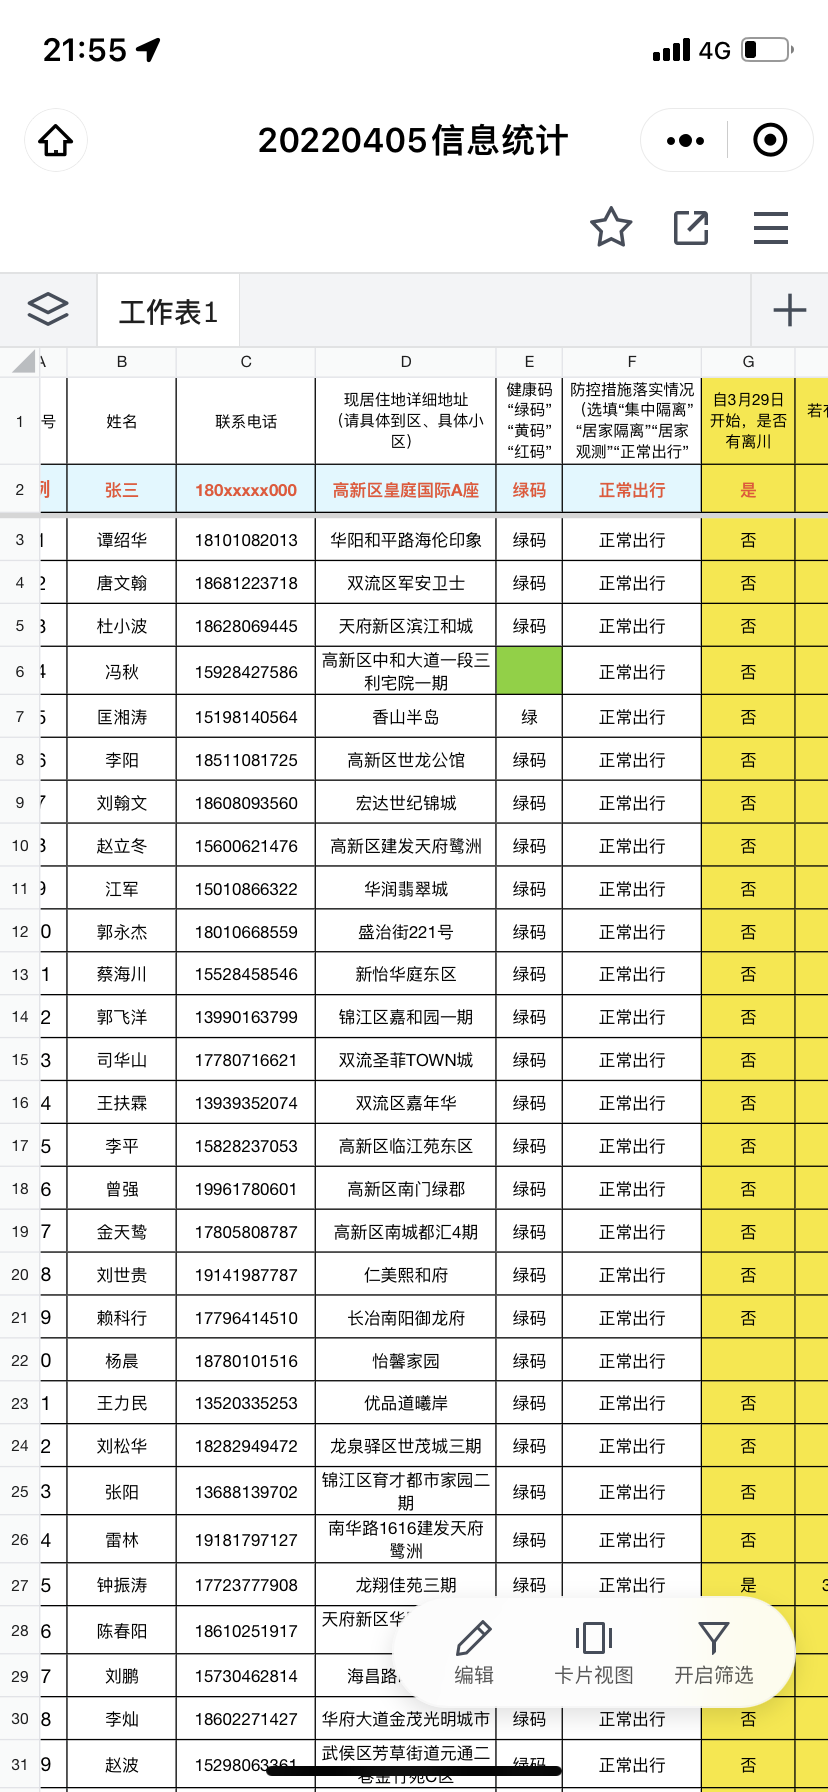 21:55
4G
20220405信息统计
工作表1
A B C D E F G
1 号 姓名 联系电话 现居住地详细地址（请具体到区、具体小区） 健康码“绿码”“黄码”“红码” 防控措施落实情况（选填“集中隔离”“居家隔离”“居家观测”“正常出行” 自3月29日开始，是否有离川 若
2 例 张三 180xxxxx000 高新区皇庭国际A座 绿码 正常出行 是
3 1 谭绍华 18101082013 华阳和平路海伦印象 绿码 正常出行 否
4 2 唐文翰 18681223718 双流区军安卫士 绿码 正常出行 否
5 3 杜小波 18628069445 天府新区滨江和城 绿码 正常出行 否
6 4 冯秋 15928427586 高新区中和大道一段三利宅院一期 正常出行 否
7 5 匡湘涛 15198140564 香山半岛 绿 正常出行 否
8 6 李阳 18511081725 高新区世龙公馆 绿码 正常出行 否
9 7 刘翰文 18608093560 宏达世纪锦城 绿码 正常出行 否
10 8 赵立冬 15600621476 高新区建发天府鹭洲 绿码 正常出行 否
11 9 江军 15010866322 华润翡翠城 绿码 正常出行 否
12 0 郭永杰 18010668559 盛治街221号 绿码 正常出行 否
13 1 蔡海川 15528458546 新怡华庭东区 绿码 正常出行 否
14 2 郭飞洋 13990163799 锦江区嘉和园一期 绿码 正常出行 否
15 3 司华山 17780716621 双流圣菲TOWN城 绿码 正常出行 否
16 4 王扶霖 13939352074 双流区嘉年华 绿码 正常出行 否
17 5 李平 15828237053 高新区临江苑东区 绿码 正常出行 否
18 6 曾强 19961780601 高新区南门绿郡 绿码 正常出行 否
19 7 金天鸷 17805808787 高新区南城都汇4期 绿码 正常出行 否
20 8 刘世贵 19141987787 仁美熙和府 绿码 正常出行 否
21 9 赖科行 17796414510 长冶南阳御龙府 绿码 正常出行 否
22 0 杨晨 18780101516 怡馨家园 绿码 正常出行
23 1 王力民 13520335253 优品道曦岸 绿码 正常出行 否
24 2 刘松华 18282949472 龙泉驿区世茂城三期 绿码 正常出行 否
25 3 张阳 13688139702 锦江区育才都市家园二期 绿码 正常出行 否
26 4 雷林 19181797127 南华路1616建发天府鹭洲 绿码 正常出行 否
27 5 钟振涛 17723777908 龙翔佳苑三期 绿码 正常出行 是 3
28 6 陈春阳 18610251917 天府新区华
29 7 刘鹏 15730462814 海昌路
编辑 卡片视图 开启筛选
30 8 李灿 18602271427 华府大道金茂光明城市 绿码 正常出行 否
31 9 赵波 15298063361 武侯区芳草街道元通二巷金竹苑C区 绿码 正常出行 否